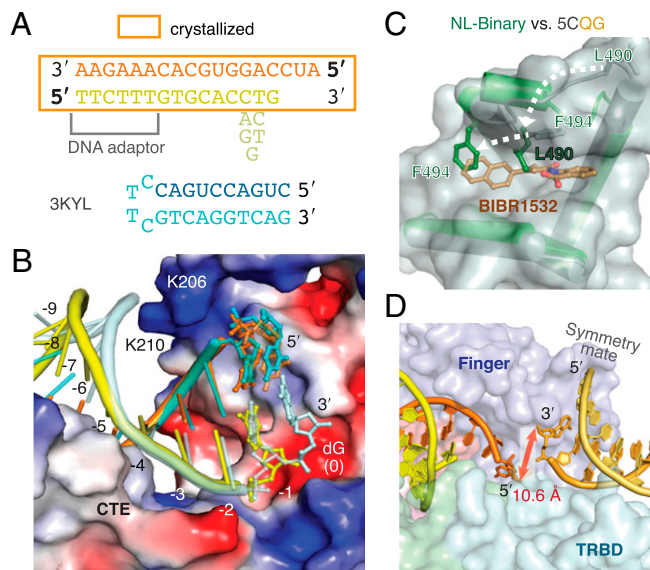 A
crystallized
3′ AAGAAACACGUGGACCUA 5′
5′ TTCTTTGTGCACCTG 3′
DNA adaptor
AC
GT
G
3KYL
T C CAGUCCAGUC 5′
T C GTCAGGTCAG 3′
B
K206
K210
-9
-8
-7
-6
-5
-4
-3
-2
-1
5′
3′
dG
(0)
CTE
C
NL-Binary vs. 5CQG
L490
F494
L490
F494
BIBR1532
D
Symmetry
mate
Finger
5′
3′
5′
10.6 Å
TRBD